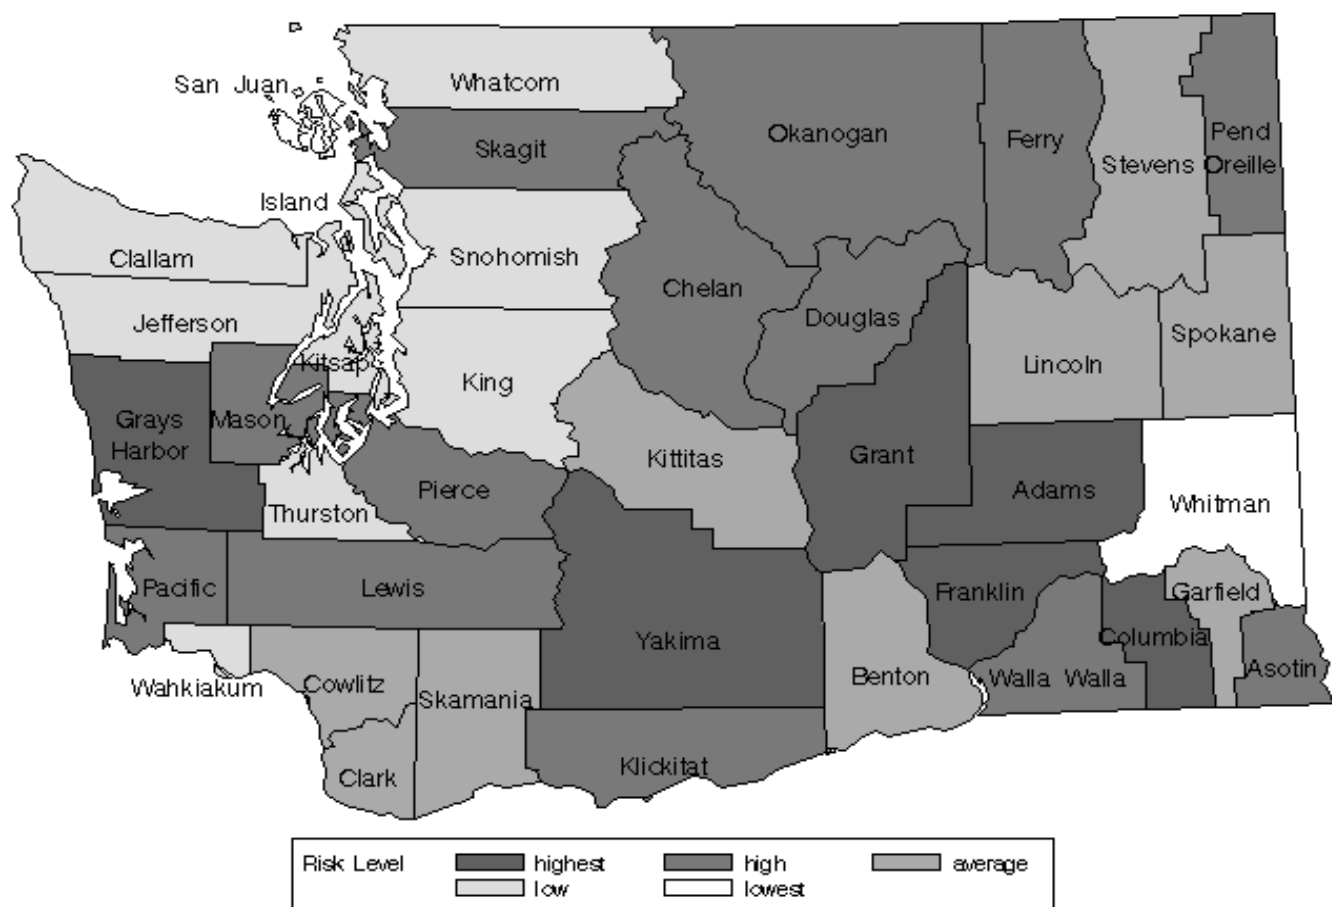 Whatcom
San Juan
Okanogan
Pend
Oreille
Ferry
Skagit
Stevens
Island
Clallam
Snohomish
Chelan
Jefferson
Douglas
Spokane
Kitsap
Lincoln
King
Grays
Harbor
Mason
Kittitas
Grant
Pierce
Adams
Whitman
Thurston
Pacific
Lewis
Franklin
Garfield
Yakima
Columbia
Wahkiakum
Cowlitz
Skamania
Benton
Walla Walla
Asotin
Clark
Klickitat
Risk Level highest high average
low lowest